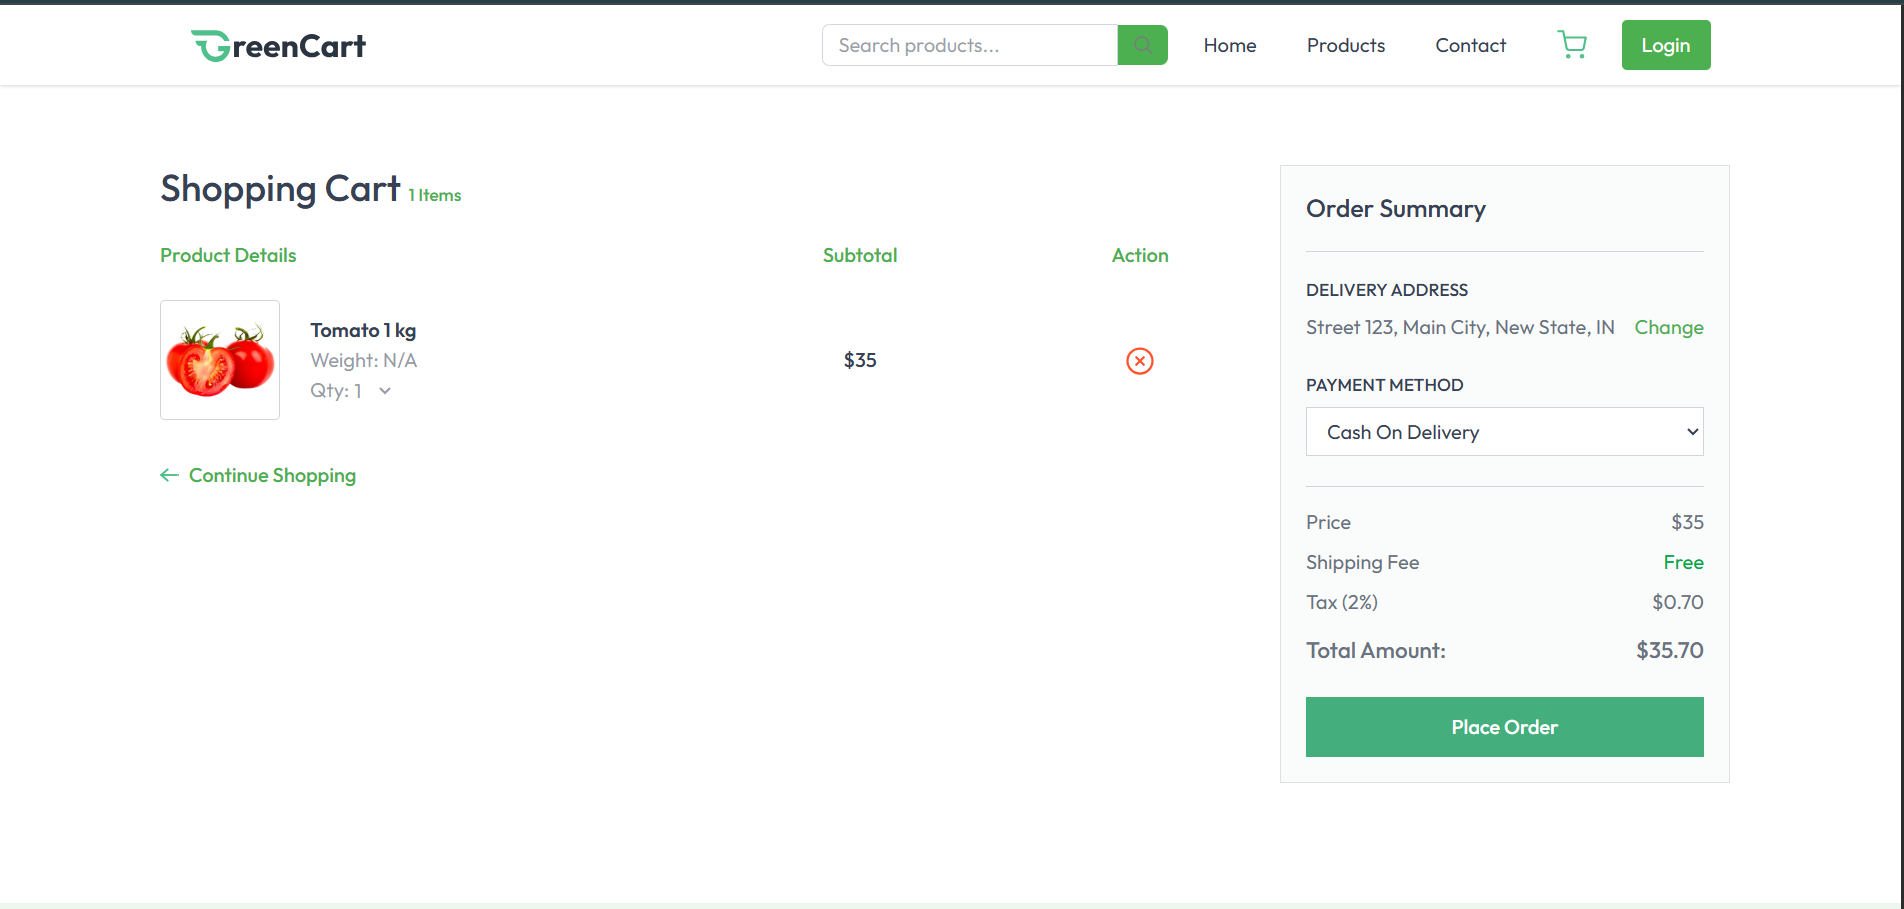 GreenCart
Search products...
Home
Products
Contact
Login
Shopping Cart 1 Items
Product Details
Subtotal
Action
Tomato 1 kg
Weight: N/A
Qty: 1
$35
Continue Shopping
Order Summary
DELIVERY ADDRESS
Street 123, Main City, New State, IN
Change
PAYMENT METHOD
Cash On Delivery
Price $35
Shipping Fee Free
Tax (2%) $0.70
Total Amount: $35.70
Place Order